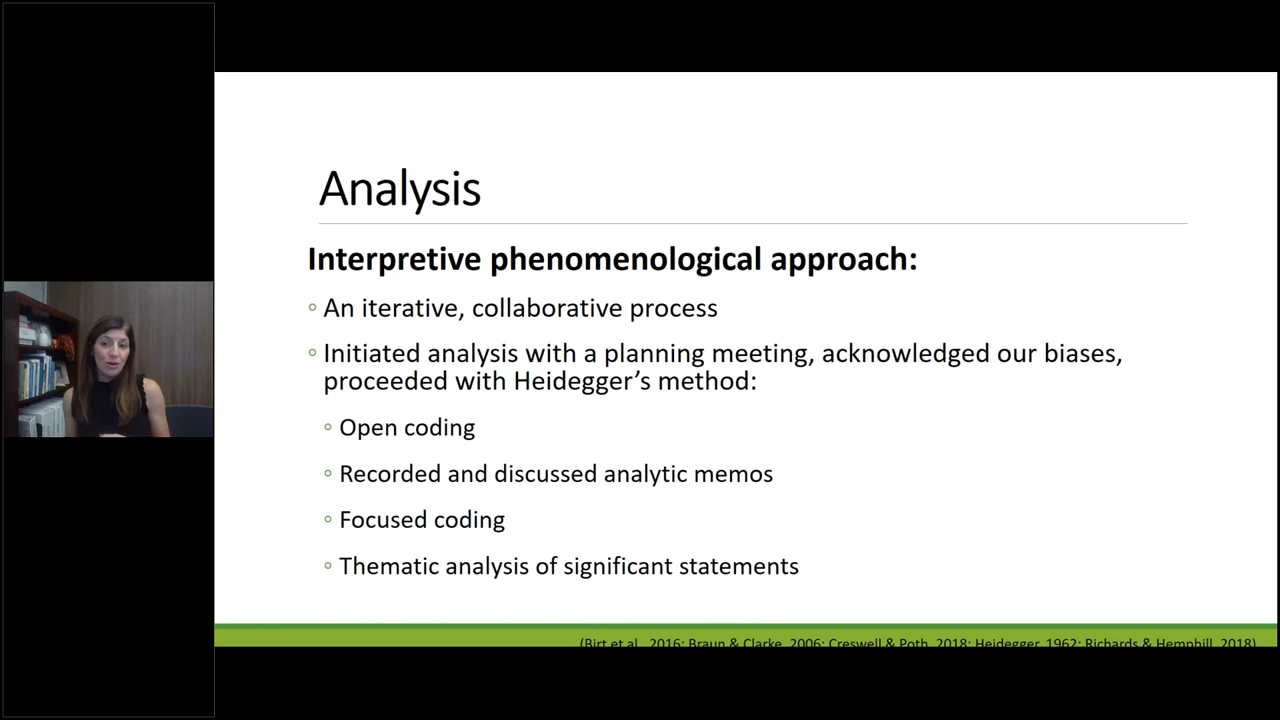 Analysis
Interpretive phenomenological approach:
◦ An iterative, collaborative process
◦ Initiated analysis with a planning meeting, acknowledged our biases,
proceeded with Heidegger’s method:
◦ Open coding
◦ Recorded and discussed analytic memos
◦ Focused coding
◦ Thematic analysis of significant statements
(Birt et al., 2016; Braun & Clarke, 2006; Creswell & Poth, 2018; Heidegger, 1962; Richards & Hemphill, 2018)